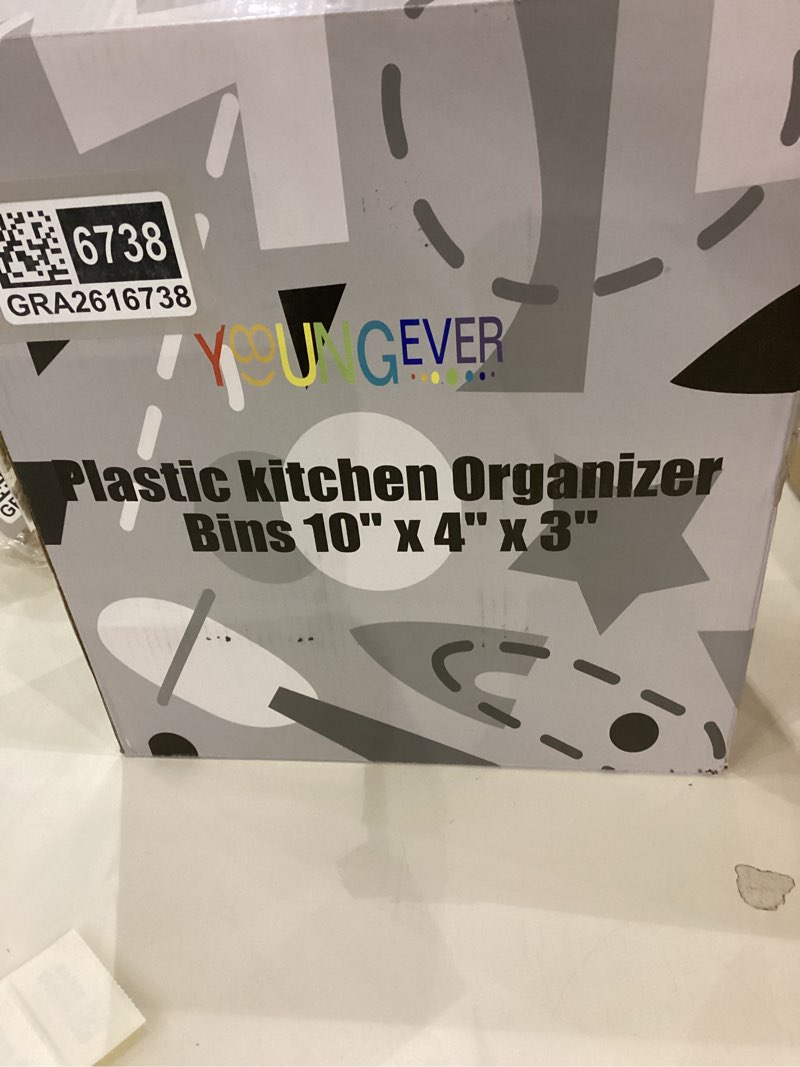 6738
GRA2616738
YOUNGEVER
Plastic kitchen Organizer
Bins 10" x 4" x 3"